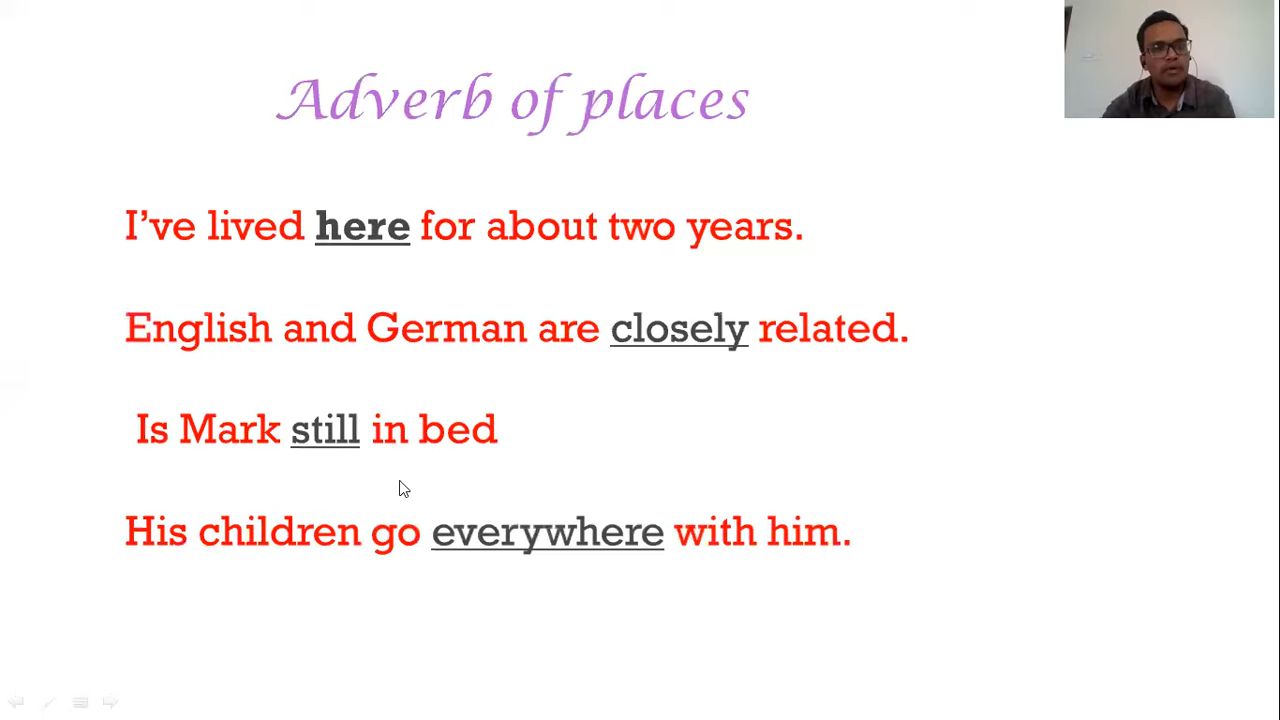 Adverb of places
I’ve lived here for about two years.
English and German are closely related.
Is Mark still in bed
His children go everywhere with him.